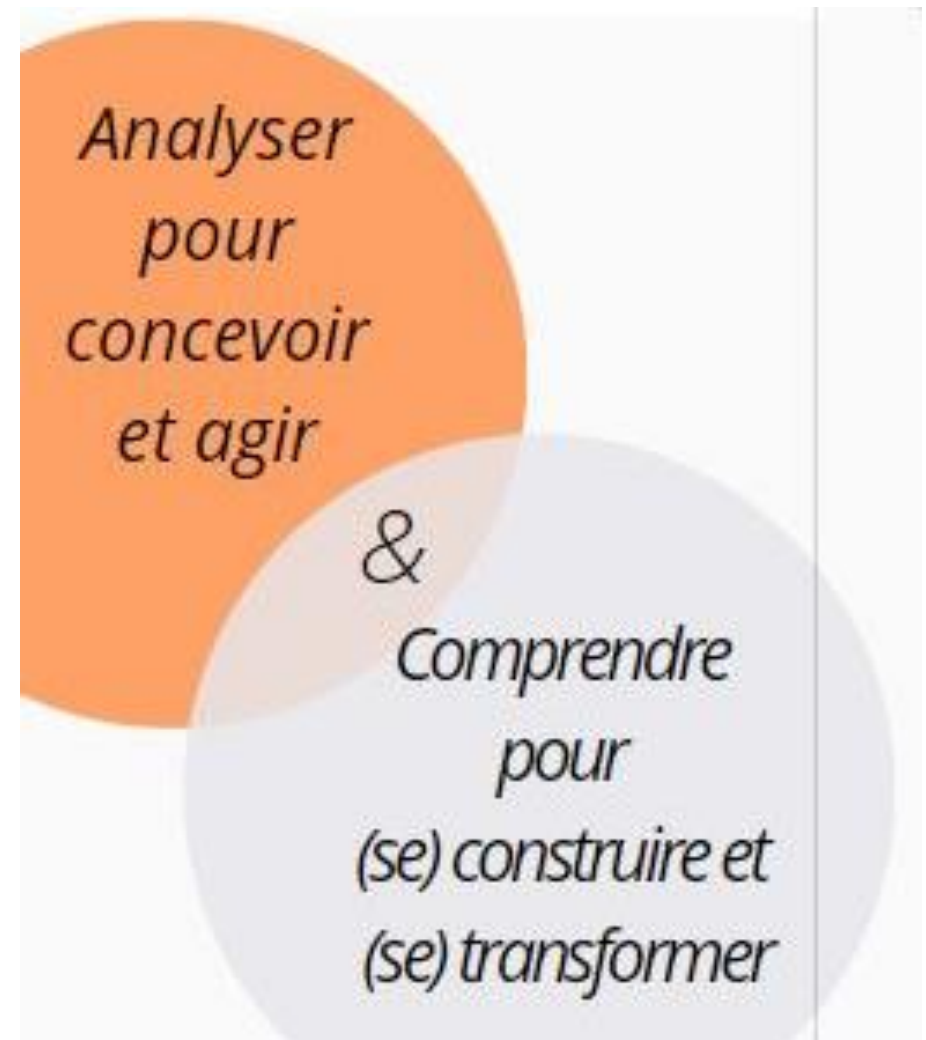 Analyser
pour
concevoir
et agir
&
Comprendre
pour
(se) construire et
(se) transformer